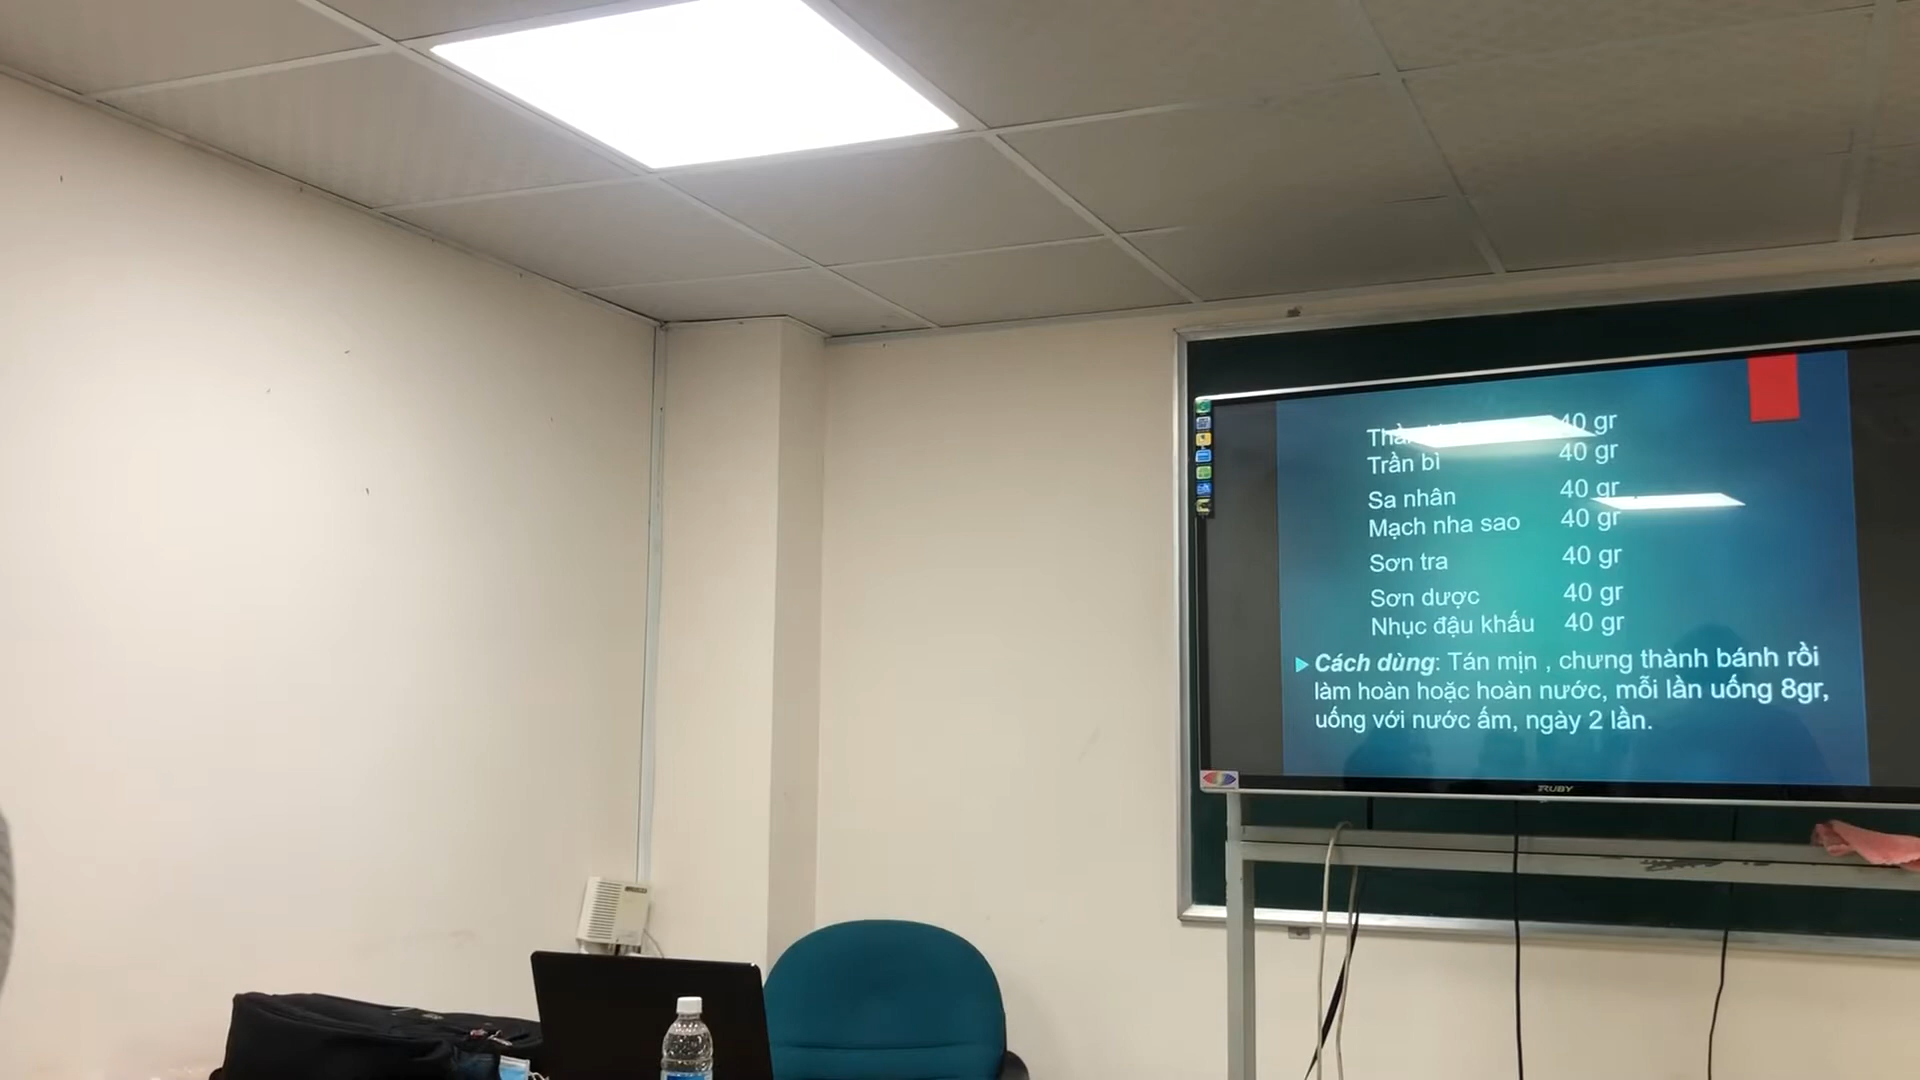 40 gr
Trần bì 40 gr
Sa nhân 40 gr
Mạch nha sao 40 gr
Sơn tra 40 gr
Sơn dược 40 gr
Nhục đậu khấu 40 gr
Cách dùng: Tán mịn , chưng thành bánh rồi
làm hoàn hoặc hoàn nước, mỗi lần uống 8gr,
uống với nước ấm, ngày 2 lần.
RUBY